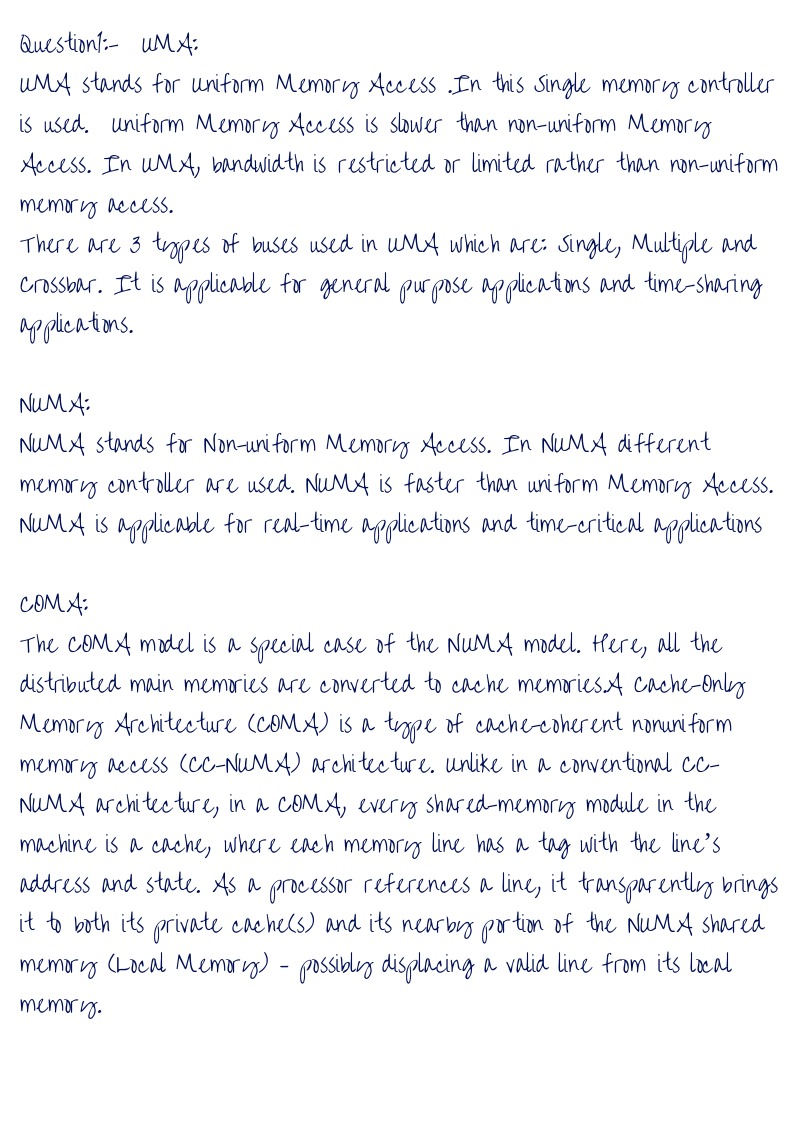 Question1:-  UMA:
UMA stands for Uniform Memory Access .In this Single memory controller
is used.  Uniform Memory Access is slower than non-uniform Memory
Access. In UMA, bandwidth is restricted or limited rather than non-uniform
memory access.
There are 3 types of buses used in UMA which are: Single, Multiple and
Crossbar. It is applicable for general purpose applications and time-sharing
applications.
NUMA:
NUMA stands for Non-uniform Memory Access. In NUMA different
memory controller are used. NUMA is faster than uniform Memory Access.
NUMA is applicable for real-time applications and time-critical applications
COMA:
The COMA model is a special case of the NUMA model. Here, all the
distributed main memories are converted to cache memories.A Cache-Only
Memory Architecture (COMA) is a type of cache-coherent nonuniform
memory access (CC-NUMA) architecture. Unlike in a conventional CC-
NUMA architecture, in a COMA, every shared-memory module in the
machine is a cache, where each memory line has a tag with the line's
address and state. As a processor references a line, it transparently brings
it to both its private cache(s) and its nearby portion of the NUMA shared
memory (Local Memory) - possibly displacing a valid line from its local
memory.